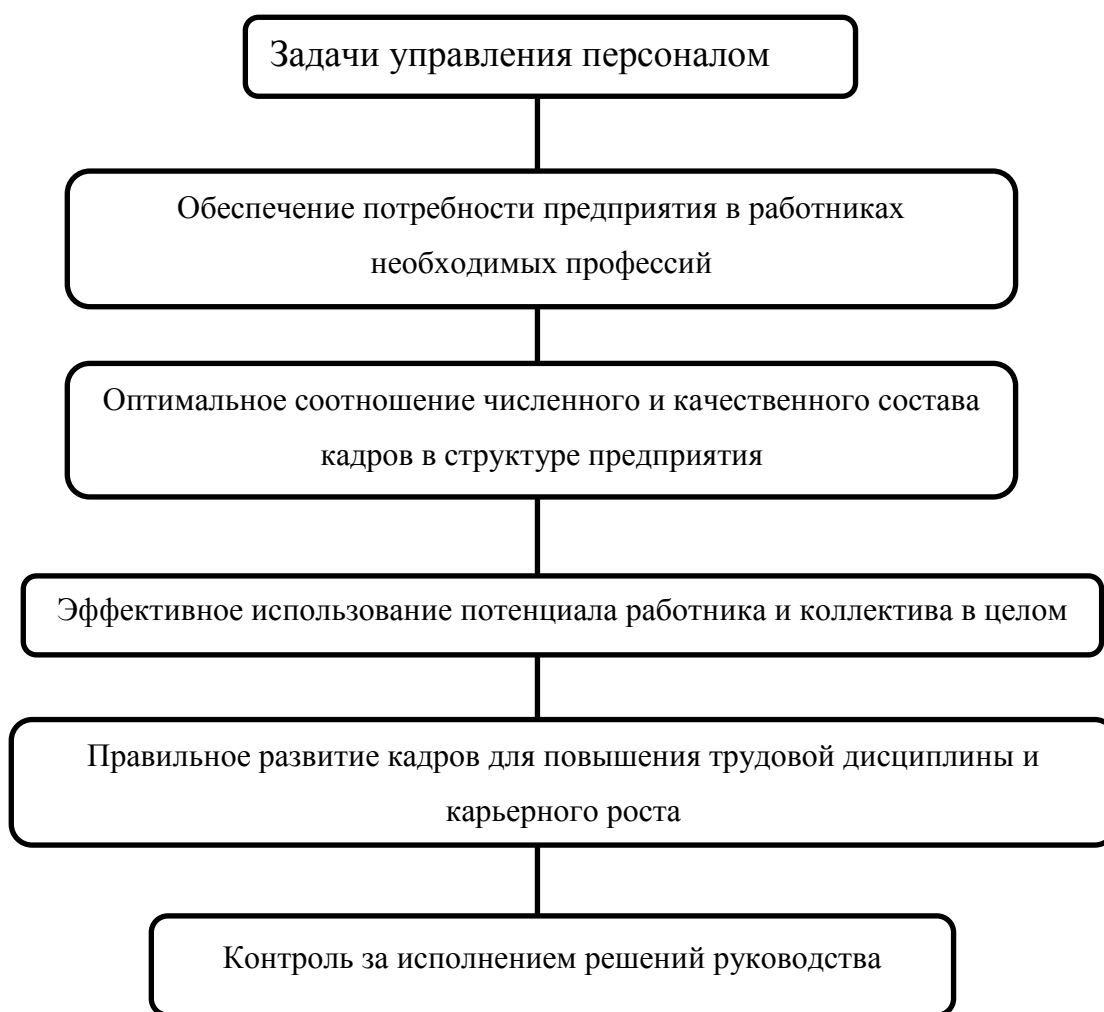 Задачи управления персоналом
Обеспечение потребности предприятия в работниках
необходимых профессий
Оптимальное соотношение численного и качественного состава
кадров в структуре предприятия
Эффективное использование потенциала работника и коллектива в целом
Правильное развитие кадров для повышения трудовой дисциплины и
карьерного роста
Контроль за исполнением решений руководства